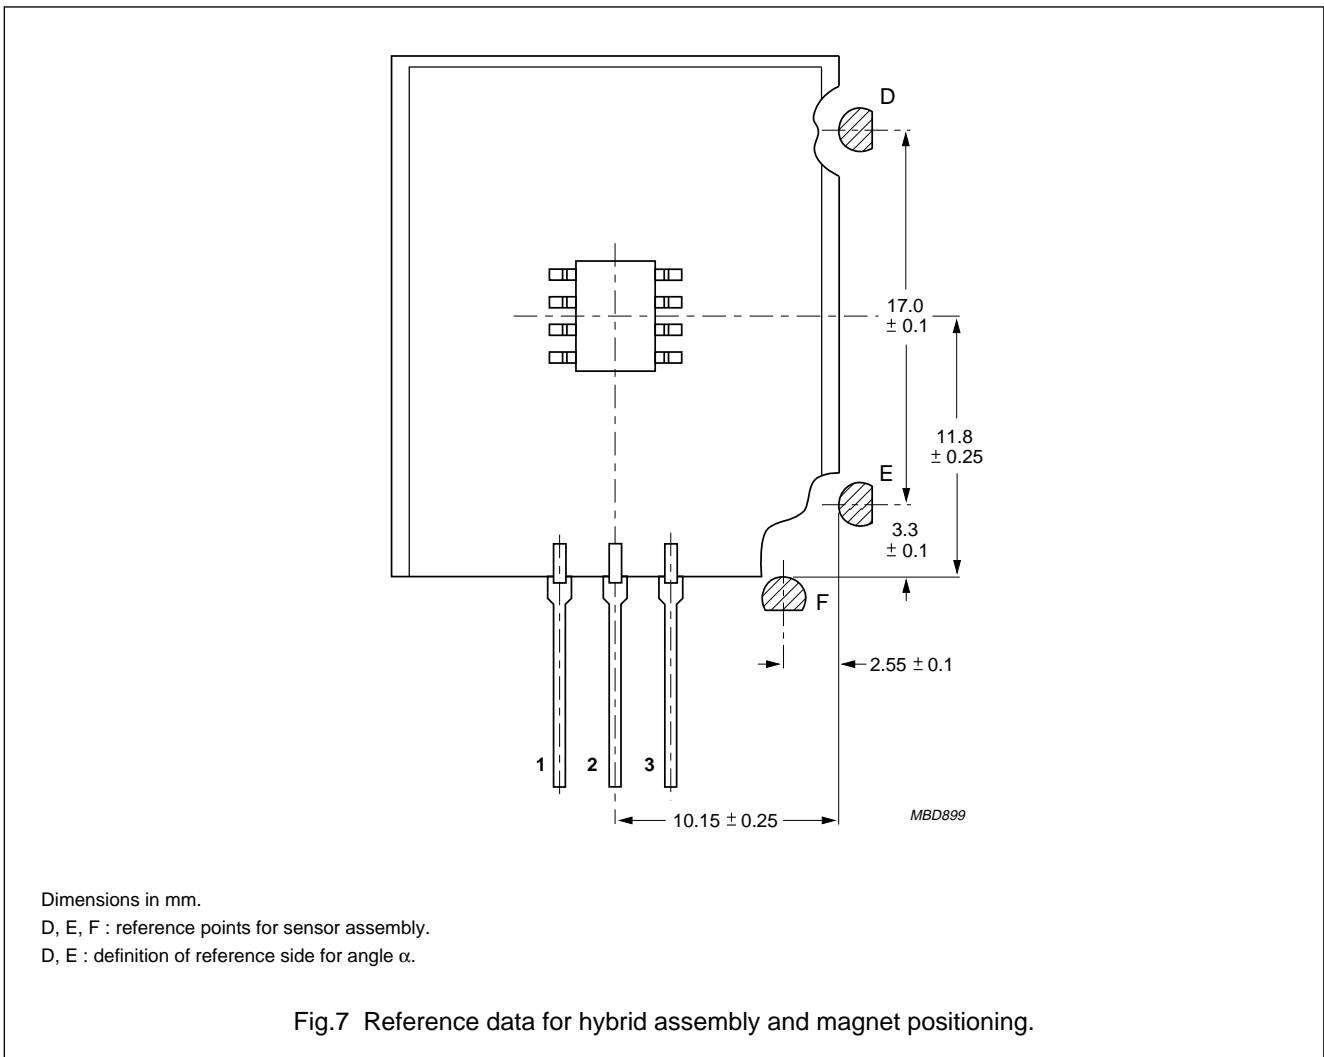 D
17.0
± 0.1
11.8
± 0.25
E
3.3
± 0.1
F
2.55 ± 0.1
1 2 3
10.15 ± 0.25
MBD899
Dimensions in mm.
D, E, F : reference points for sensor assembly.
D, E : definition of reference side for angle α.
Fig.7 Reference data for hybrid assembly and magnet positioning.